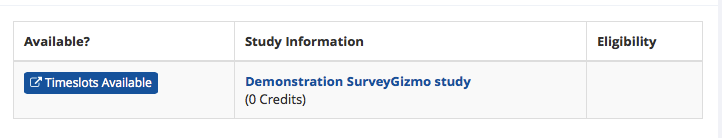 Available? Study Information Eligibility
Timeslots Available Demonstration SurveyGizmo study
(0 Credits)